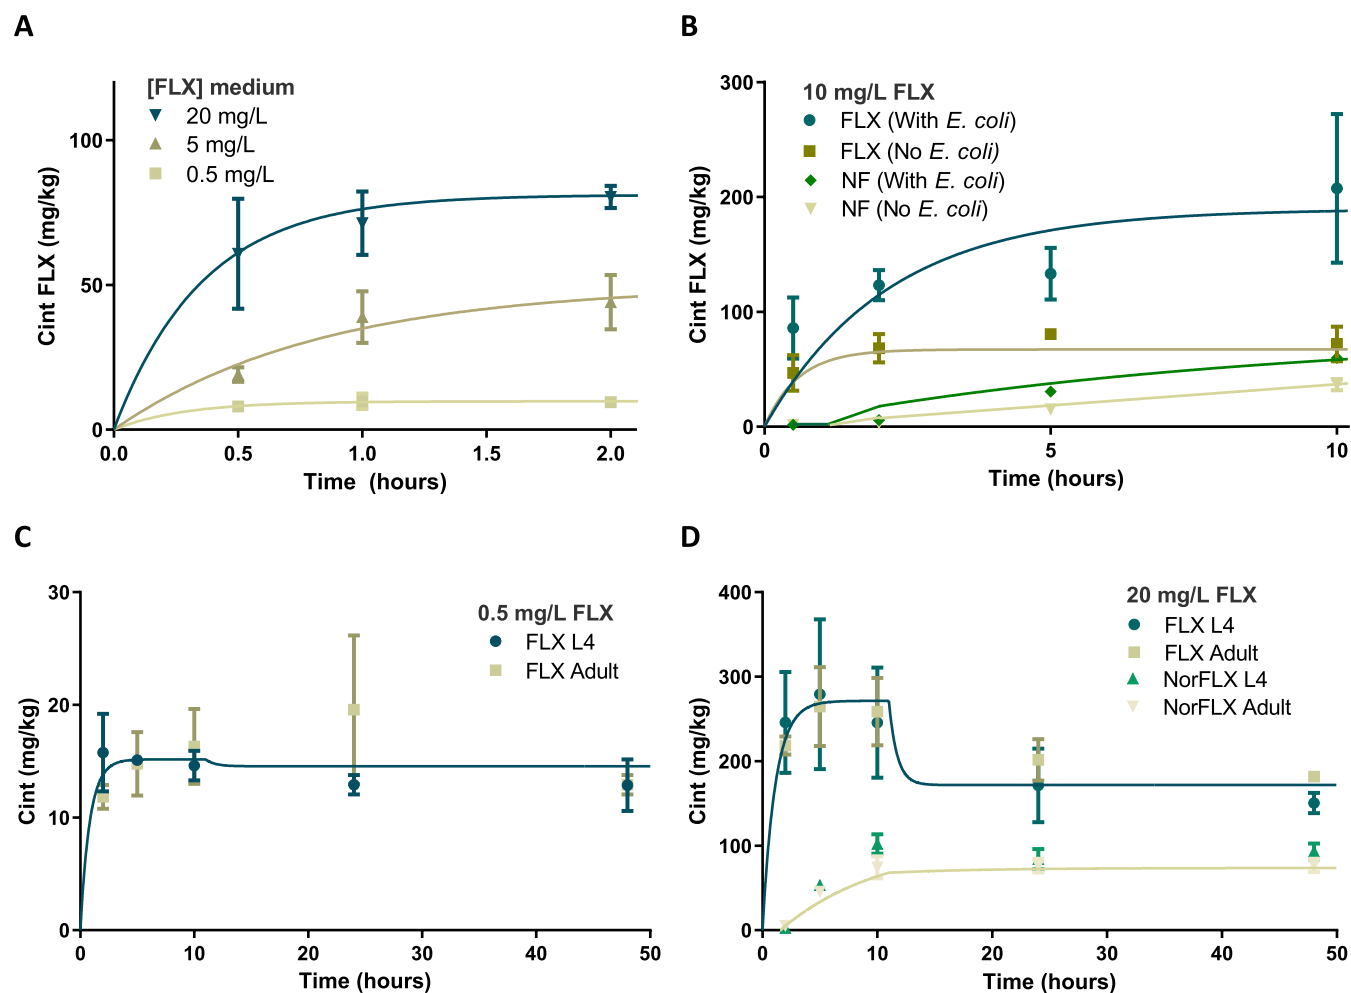 A
[FLX] medium
20 mg/L
5 mg/L
0.5 mg/L
100
50
0
Cint FLX (mg/kg)
0.0 0.5 1.0 1.5 2.0
Time (hours)
B
10 mg/L FLX
FLX (With E. coli)
FLX (No E. coli)
NF (With E. coli)
NF (No E. coli)
300
200
100
0
Cint FLX (mg/kg)
0 5 10
Time (hours)
C
0.5 mg/L FLX
FLX L4
FLX Adult
30
20
10
0
Cint (mg/kg)
0 10 20 30 40 50
Time (hours)
D
20 mg/L FLX
FLX L4
FLX Adult
NorFLX L4
NorFLX Adult
400
300
200
100
0
Cint (mg/kg)
0 10 20 30 40 50
Time (hours)